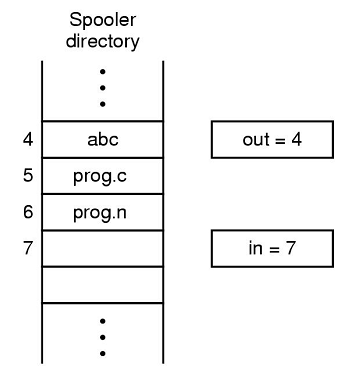 Spooler
directory
4 abc out = 4
5 prog.c
6 prog.n
7 in = 7